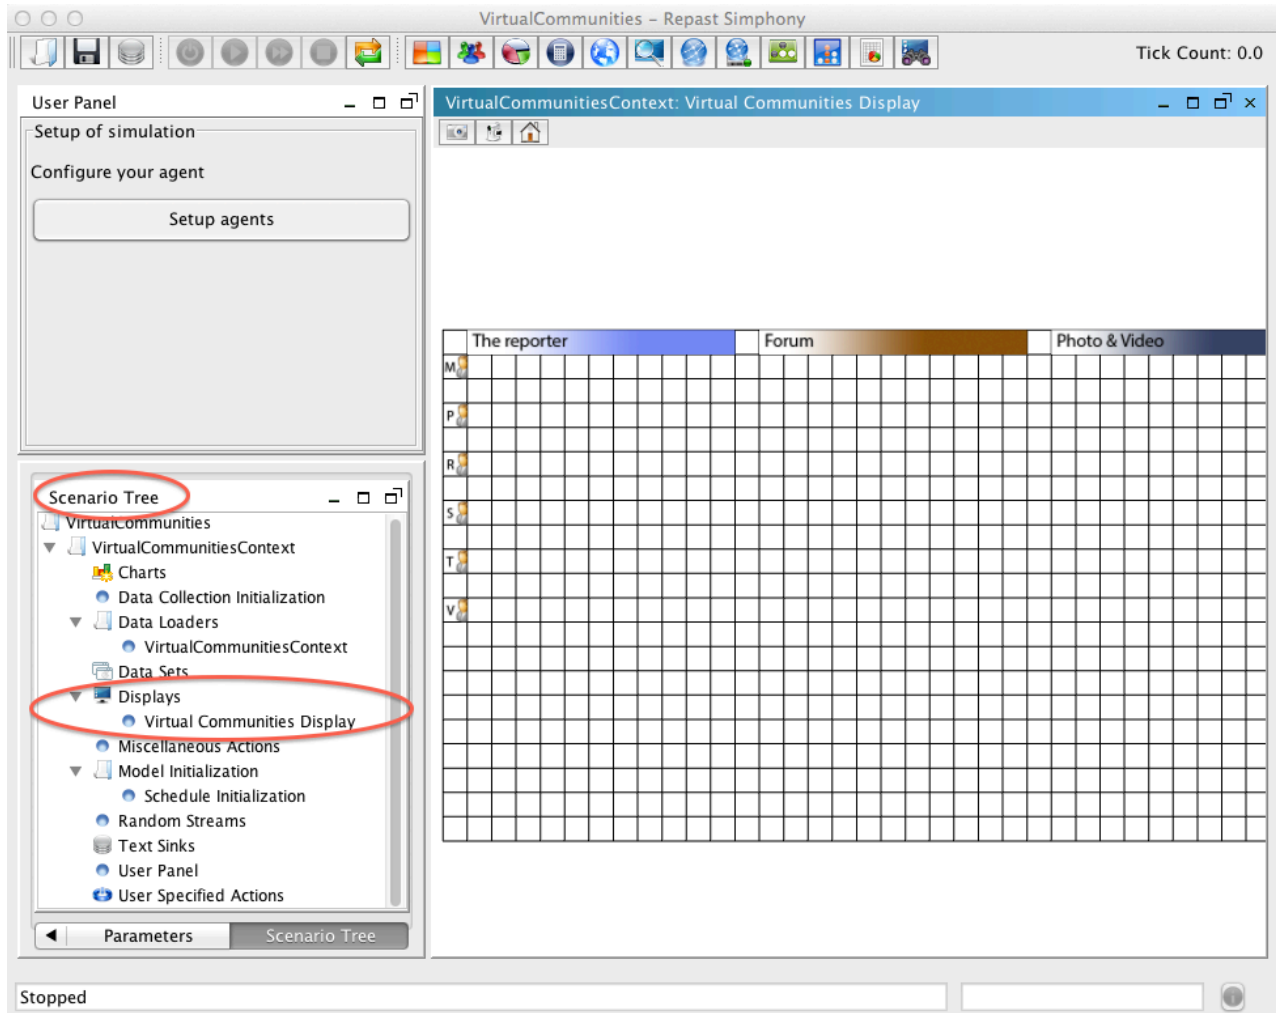 VirtualCommunities – Repast Simphony
Tick Count: 0.0
User Panel
Setup of simulation
Configure your agent
Setup agents
Scenario Tree
VirtualCommunities
VirtualCommunitiesContext
Charts
Data Collection Initialization
Data Loaders
VirtualCommunitiesContext
Data Sets
Displays
Virtual Communities Display
Miscellaneous Actions
Model Initialization
Schedule Initialization
Random Streams
Text Sinks
User Panel
User Specified Actions
Parameters
Scenario Tree
VirtualCommunitiesContext: Virtual Communities Display
The reporter
Forum
Photo & Video
M
P
R
S
T
V
Stopped